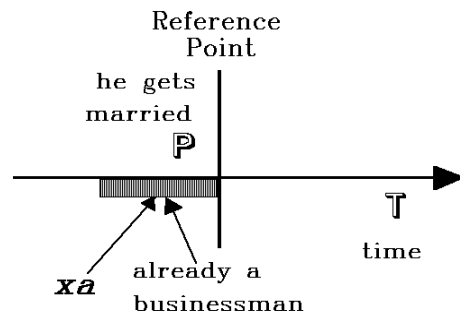 Reference
Point
he gets
married
P
T
time
xa
already a
businessman